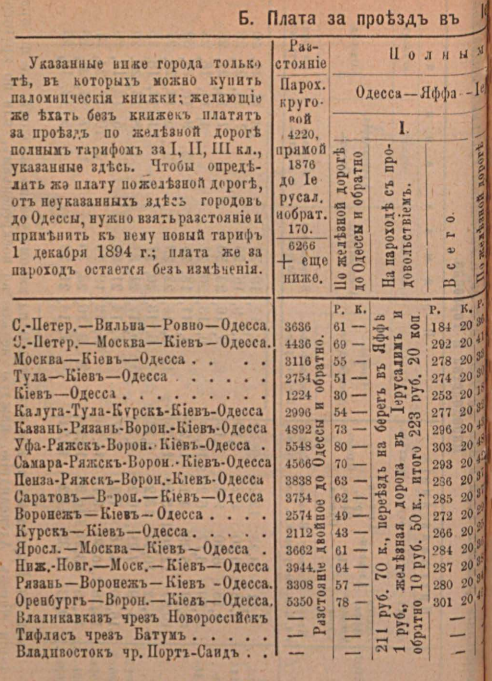 Б. Плата за проѣздъ въ
Указанные ниже города только
тѣ, въ которыхъ можно купить
паломническія книжки; желающіе
же ѣхать безъ книжекъ платятъ
за проѣздъ по желѣзной дорогѣ
полнымъ тарифомъ за I, II, III кл.,
указаннымъ здѣсь. Чтобы опредѣ-
лить жэ плату пожелѣзной дорогѣ,
отъ неуказанныхъ здѣсь городовъ
до Одессы, нужно взять разстояніе и
примѣнить къ нему новый тарифъ
1 декабря 1894 г.; плата же за
пароходъ остается безъ измѣненія.
Раз-
стояніе
Парох.
круго-
вой
4220,
прямой
1876
до Іе
русал.
иобрат.
170.
6266
+ еще
ниже.
Полным
Одесса—Яффа—Іе
I.
По желѣзной дорогѣ
до Одессы и обратно
На пароходѣ съ про-
довольствіемъ.
Всего.
По желѣзной дорогѣ
Р. К. Р. К. Р.
С.-Петер.—Вильва—Ровно—Одесса. 3636 61 — 184 20
С.-Петер.—Москва—Кіевъ—Одесса 4436 69 — 292 20
Москва—Кіевъ—Одесса . . . . 3116 55 — 278 20
Тула—Кіевъ—Одесса . . . . . 2754 51 — 274 20
Кіевъ—Одесса . . . . . . . . 1224 30 — 253 20
Калуга-Тула-Курскъ-Кіевъ-Одесса 2996 54 — 277 20
Казань-Рязань-Ворон.-Кіевъ-Одесса 4892 73 — 296 20
Уфа-Ряжскъ-Ворон.-Кіевъ-Одесса . 5548 80 — 303 20
Самара-Ряжскъ-Ворон.-Кіевъ-Одесса 4566 70 — 293 20
Пенза-Ряжскъ-Ворон.-Кіевъ-Одесса 3838 63 — 286 20
Саратовъ—Ворон.—Кіевъ—Одесса . 3754 62 — 285 20
Воронежъ—Кіевъ—Одесса . . . . 2574 49 — 272 20
Курскъ—Кіевъ—Одесса . . . . . 2112 43 — 266 20
Яросл.—Москва—Кіевъ—Одесса . . 3662 61 — 284 20
Ниж.-Новг.—Моск.—Кіевъ—Одесса 3944 64 — 287 20
Рязань—Воронежъ—Кіевъ -Одесса. 3308 57 — 280 20
Оренбургъ—Ворон.—Кіевъ—Одесса. 5350 78 — 301 20
Владикавказъ чрезъ Новороссійскъ — — —
Тифлисъ чрезъ Батумъ . . . . . — — —
Владивостокъ чр. Портъ-Саидъ . . — — —
Разстояніе двойное до Одессы и обратно.
211 руб. 70 к., переѣздъ на берегъ въ Яффѣ
1 руб., желѣзная дорога въ Іерусалимъ и
обратно 10 руб. 50 к., итого 223 руб. 20 коп.